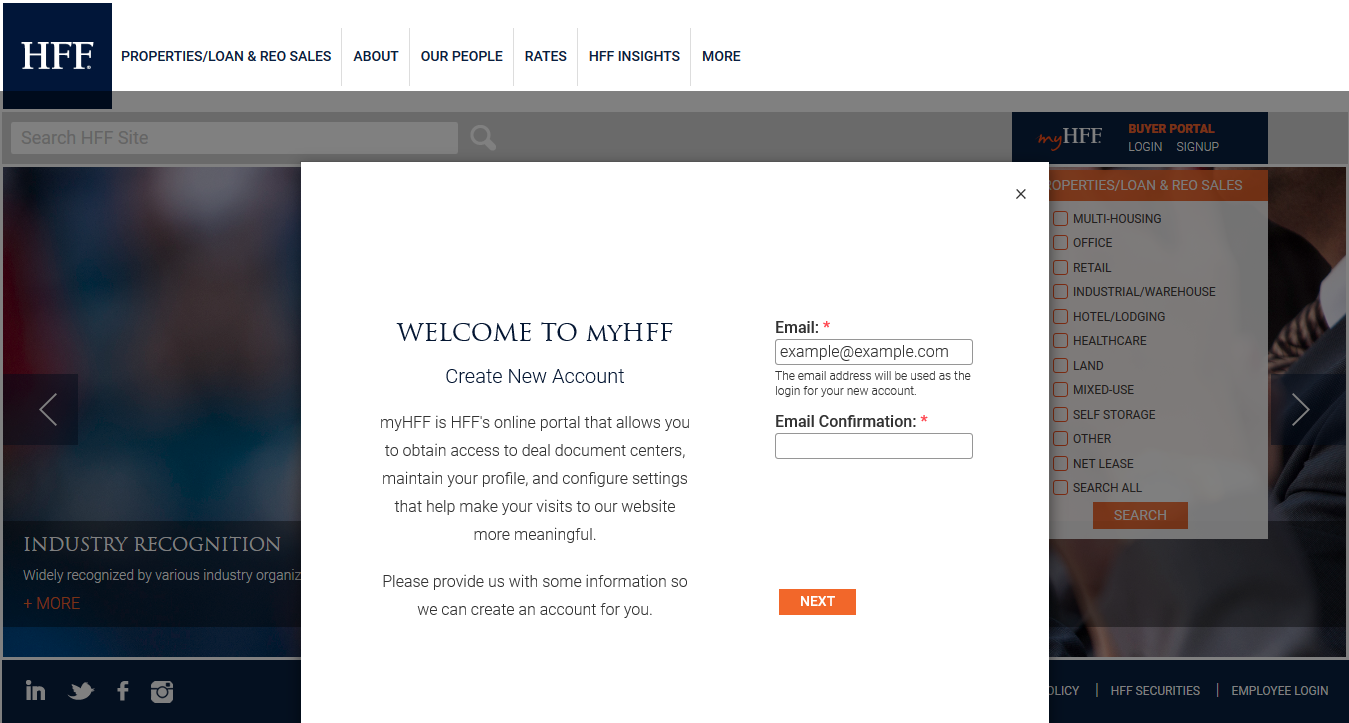 HFF
PROPERTIES/LOAN & REO SALES
ABOUT
OUR PEOPLE
RATES
HFF INSIGHTS
MORE
Search HFF Site
myHFF
BUYER PORTAL
LOGIN SIGNUP
ROPERTIES/LOAN & REO SALES
MULTI-HOUSING
OFFICE
RETAIL
INDUSTRIAL/WAREHOUSE
HOTEL/LODGING
HEALTHCARE
LAND
MIXED-USE
SELF STORAGE
OTHER
NET LEASE
SEARCH ALL
SEARCH
×
WELCOME TO MYHFF
Create New Account
myHFF is HFF's online portal that allows you
to obtain access to deal document centers,
maintain your profile, and configure settings
that help make your visits to our website
more meaningful.
Please provide us with some information so
we can create an account for you.
Email: *
example@example.com
The email address will be used as the
login for your new account.
Email Confirmation: *
NEXT
INDUSTRY RECOGNITION
Widely recognized by various industry organiz
+ MORE
OLICY | HFF SECURITIES | EMPLOYEE LOGIN